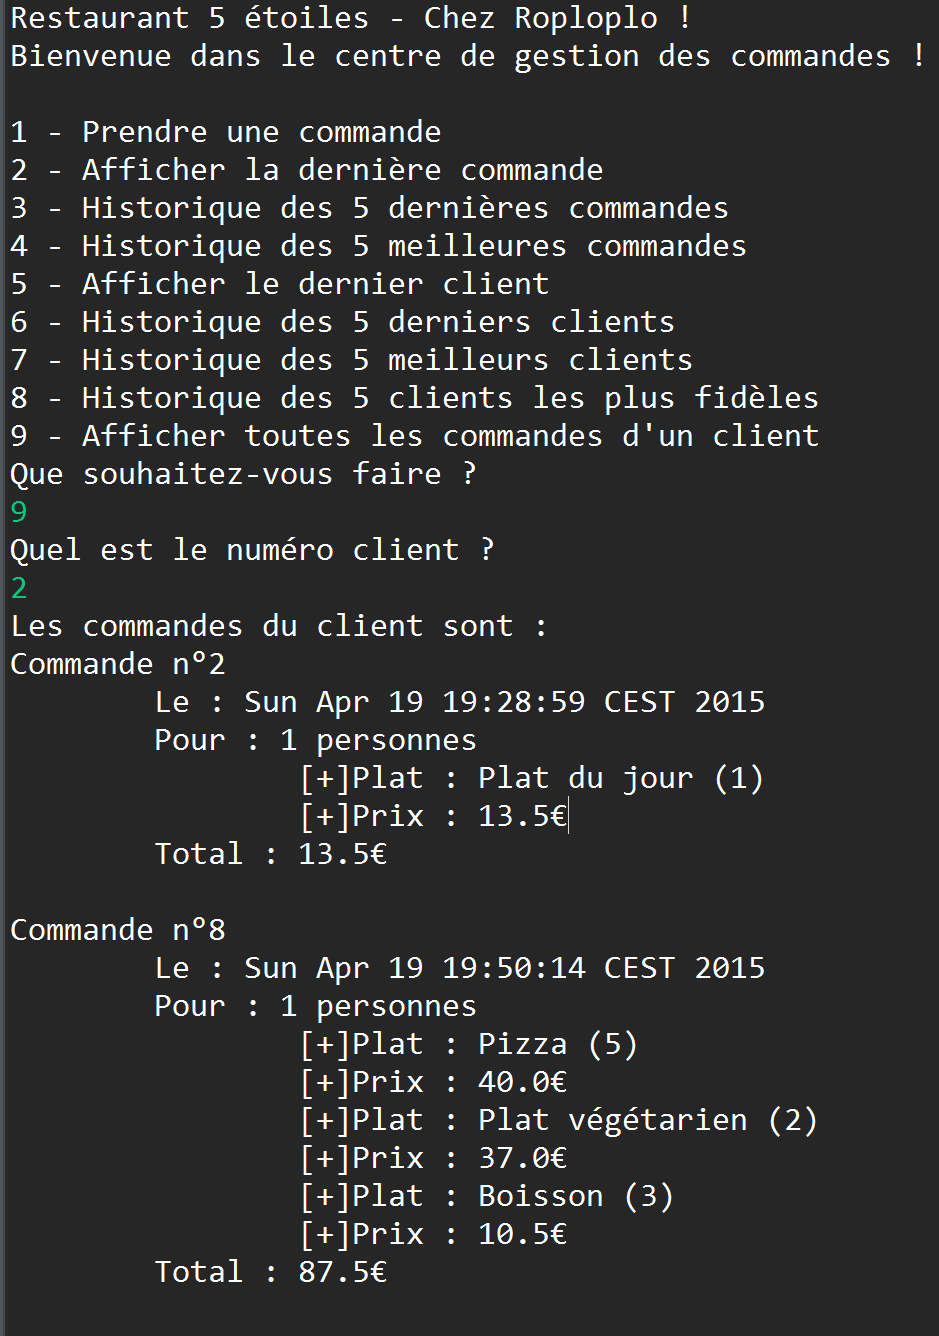 Restaurant 5 étoiles - Chez Roploplo !
Bienvenue dans le centre de gestion des commandes !
1 - Prendre une commande
2 - Afficher la dernière commande
3 - Historique des 5 dernières commandes
4 - Historique des 5 meilleures commandes
5 - Afficher le dernier client
6 - Historique des 5 derniers clients
7 - Historique des 5 meilleurs clients
8 - Historique des 5 clients les plus fidèles
9 - Afficher toutes les commandes d'un client
Que souhaitez-vous faire ?
9
Quel est le numéro client ?
2
Les commandes du client sont :
Commande n°2
Le : Sun Apr 19 19:28:59 CEST 2015
Pour : 1 personnes
[+]Plat : Plat du jour (1)
[+]Prix : 13.5€
Total : 13.5€
Commande n°8
Le : Sun Apr 19 19:50:14 CEST 2015
Pour : 1 personnes
[+]Plat : Pizza (5)
[+]Prix : 40.0€
[+]Plat : Plat végétarien (2)
[+]Prix : 37.0€
[+]Plat : Boisson (3)
[+]Prix : 10.5€
Total : 87.5€